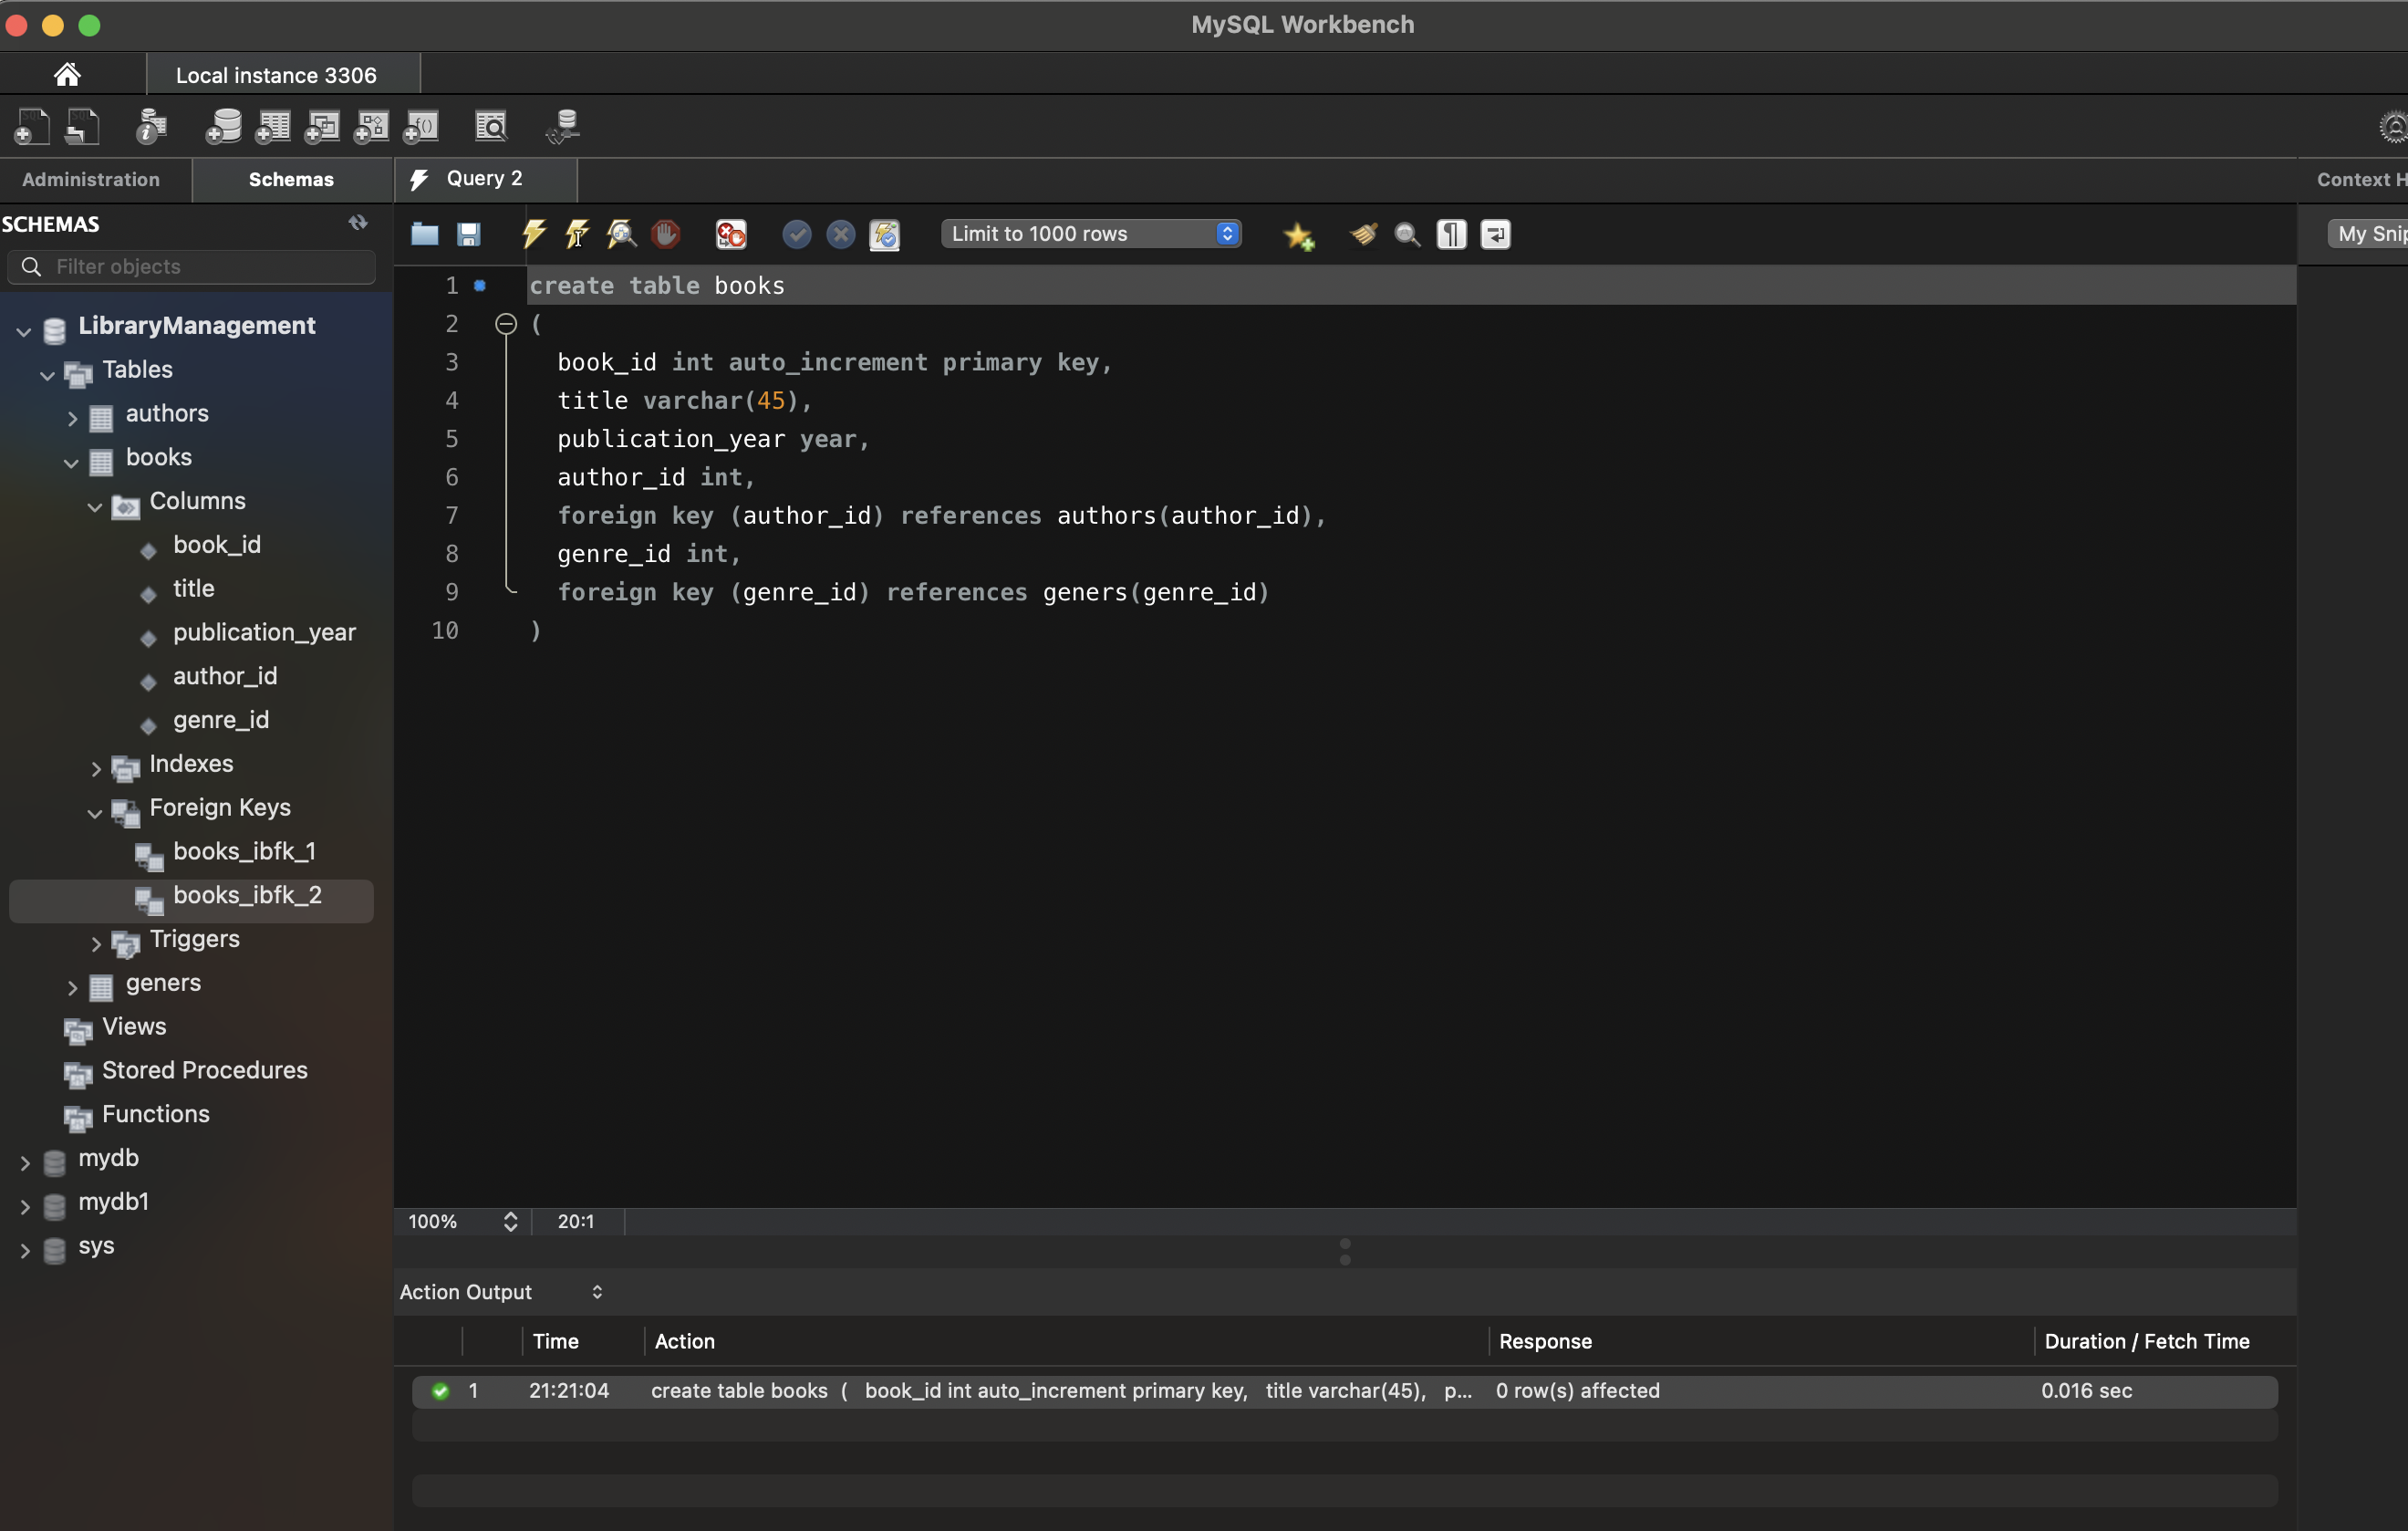 MySQL Workbench
Local instance 3306
Administration
Schemas
Query 2
Context H
SCHEMAS
Limit to 1000 rows
My Snip
Filter objects
LibraryManagement
Tables
authors
books
Columns
book_id
title
publication_year
author_id
genre_id
Indexes
Foreign Keys
books_ibfk_1
books_ibfk_2
Triggers
geners
Views
Stored Procedures
Functions
mydb
mydb1
sys
1 create table books
2 (
3 book_id int auto_increment primary key,
4 title varchar(45),
5 publication_year year,
6 author_id int,
7 foreign key (author_id) references authors(author_id),
8 genre_id int,
9 foreign key (genre_id) references geners(genre_id)
10 )
100% 20:1
Action Output
Time Action Response Duration / Fetch Time
1 21:21:04 create table books ( book_id int auto_increment primary key, title varchar(45), p... 0 row(s) affected 0.016 sec